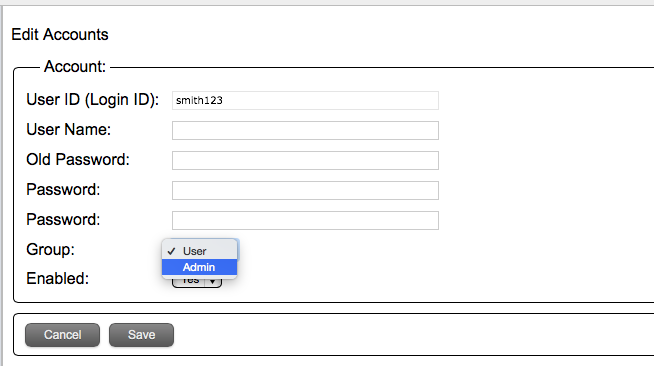 Edit Accounts
Account:
User ID (Login ID): smith123
User Name:
Old Password:
Password:
Password:
Group: ✓ User
Admin
Enabled: Yes
Cancel Save